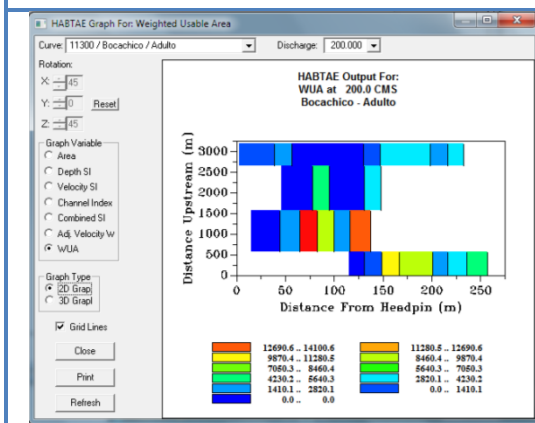 HABTAE Graph For: Weighted Usable Area
Curve: 11300 / Bocachico / Adulto
Discharge: 200.000
Rotation:
X: 45
Y: 0 Reset
Z: 45
Graph Variable
Area
Depth SI
Velocity SI
Channel Index
Combined SI
Adj. Velocity W
WUA
Graph Type
2D Grap
3D Grapl
Grid Lines
Close
Print
Refresh
HABTAE Output For:
WUA at 200.0 CMS
Bocachico - Adulto
Distance Upstream (m)
3000
2500
2000
1500
1000
500
0
0 50 100 150 200 250
Distance From Headpin (m)
12690.6 .. 14100.6 11280.5 .. 12690.6
9870.4 .. 11280.5 8460.4 .. 9870.4
7050.3 .. 8460.4 5640.3 .. 7050.3
4230.2 .. 5640.3 2820.1 .. 4230.2
1410.1 .. 2820.1 0.0 .. 1410.1
0.0 .. 0.0